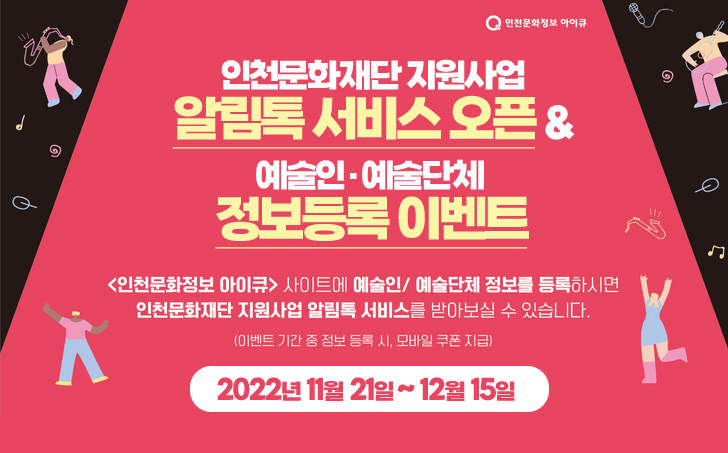 인천문화정보 아이큐
인천문화재단 지원사업
알림톡 서비스 오픈 &
예술인·예술단체
정보등록 이벤트
<인천문화정보 아이큐> 사이트에 예술인/ 예술단체 정보를 등록하시면
인천문화재단 지원사업 알림톡 서비스를 받아보실 수 있습니다.
(이벤트 기간 중 정보 등록 시, 모바일 쿠폰 지급)
2022년 11월 21일 ~ 12월 15일